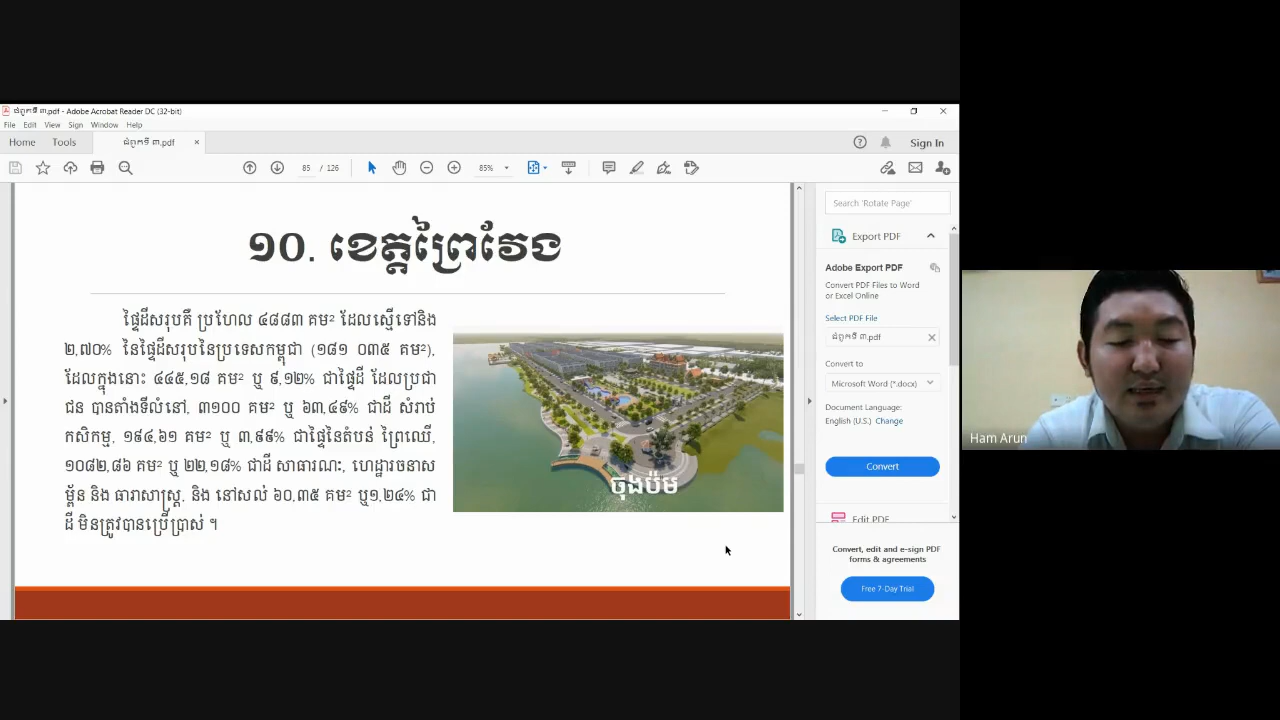 ជំពូកទី ៣.pdf - Adobe Acrobat Reader DC (32-bit)
File Edit View Sign Window Help
Home Tools ជំពូកទី ៣.pdf × Sign In
85 / 126 85%
១០. ខេត្តព្រៃវែង
ផ្ទៃដីសរុបគឺ ប្រហែល ៤៨៨៣ គម² ដែលស្មើទៅនិង
២,៧០% នៃផ្ទៃដីសរុបនៃប្រទេសកម្ពុជា (១៨១ ០៣៥ គម²),
ដែលក្នុងនោះ ៤៤៥,១៨ គម² ឬ ៩,១២% ជាផ្ទៃដី ដែលប្រជា
ជន បានតាំងទីលំនៅ, ៣១០០ គម² ឬ ៦៣,៤៩% ជាដី សំរាប់
កសិកម្ម, ១៩៤,៦១ គម² ឬ ៣,៩៩% ជាផ្ទៃនៃតំបន់ ព្រៃឈើ,
១០៨២,៨៦ គម² ឬ ២២,១៨% ជាដី សាធារណៈ, ហេដ្ឋារចនាស
ម្ព័ន និង ធារាសាស្ត្រ, និង នៅសល់ ៦០,៣៥ គម² ឬ១,២៤% ជា
ដី មិនត្រូវបានប្រើប្រាស់ ។
ចុងប៉ម
Search 'Rotate Page'
Export PDF
Adobe Export PDF
Convert PDF Files to Word
or Excel Online
Select PDF File
ជំពូកទី ៣.pdf
Convert to
Microsoft Word (*.docx)
Document Language:
English (U.S.) Change
Convert
Edit PDF
Convert, edit and e-sign PDF
forms & agreements
Free 7-Day Trial
Ham Arun